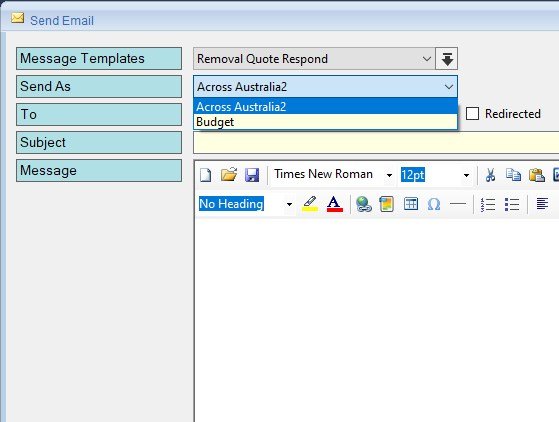 Send Email
Message Templates Removal Quote Respond
Send As Across Australia2
Across Australia2
To Budget Redirected
Subject
Message
Times New Roman 12pt
No Heading A Ω